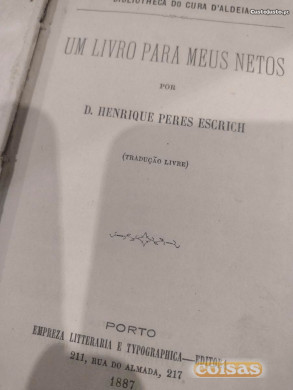 BIBLIOTHECA DO CURA D'ALDEIA
UM LIVRO PARA MEUS NETOS
POR
D. HENRIQUE PERES ESCRICH
(TRADUÇÃO LIVRE)
PORTO
EMPREZA LITTERARIA E TYPOGRAPHICA—EDITORA
211, RUA DO ALMADA, 217
1887
coisas